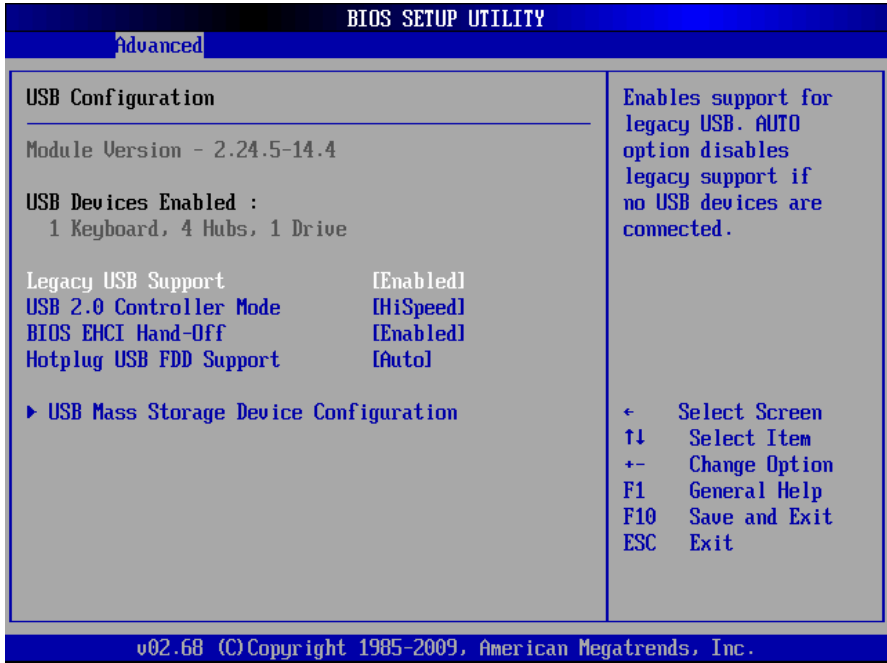 BIOS SETUP UTILITY
Advanced
USB Configuration
Module Version - 2.24.5-14.4
USB Devices Enabled :
1 Keyboard, 4 Hubs, 1 Drive
Legacy USB Support [Enabled]
USB 2.0 Controller Mode [HiSpeed]
BIOS EHCI Hand-Off [Enabled]
Hotplug USB FDD Support [Auto]
▶ USB Mass Storage Device Configuration
Enables support for
legacy USB. AUTO
option disables
legacy support if
no USB devices are
connected.
← Select Screen
↑↓ Select Item
+- Change Option
F1 General Help
F10 Save and Exit
ESC Exit
v02.68 (C)Copyright 1985-2009, American Megatrends, Inc.